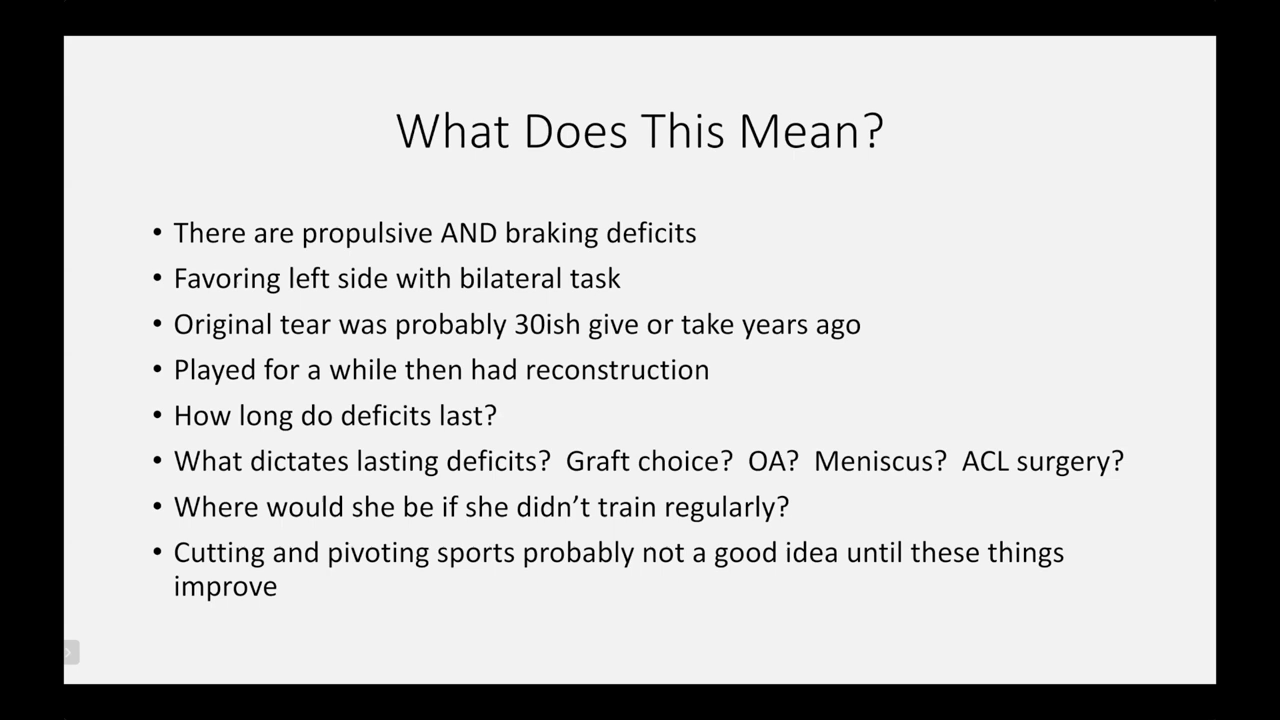 What Does This Mean?
• There are propulsive AND braking deficits
• Favoring left side with bilateral task
• Original tear was probably 30ish give or take years ago
• Played for a while then had reconstruction
• How long do deficits last?
• What dictates lasting deficits?  Graft choice?  OA?  Meniscus?  ACL surgery?
• Where would she be if she didn’t train regularly?
• Cutting and pivoting sports probably not a good idea until these things
improve